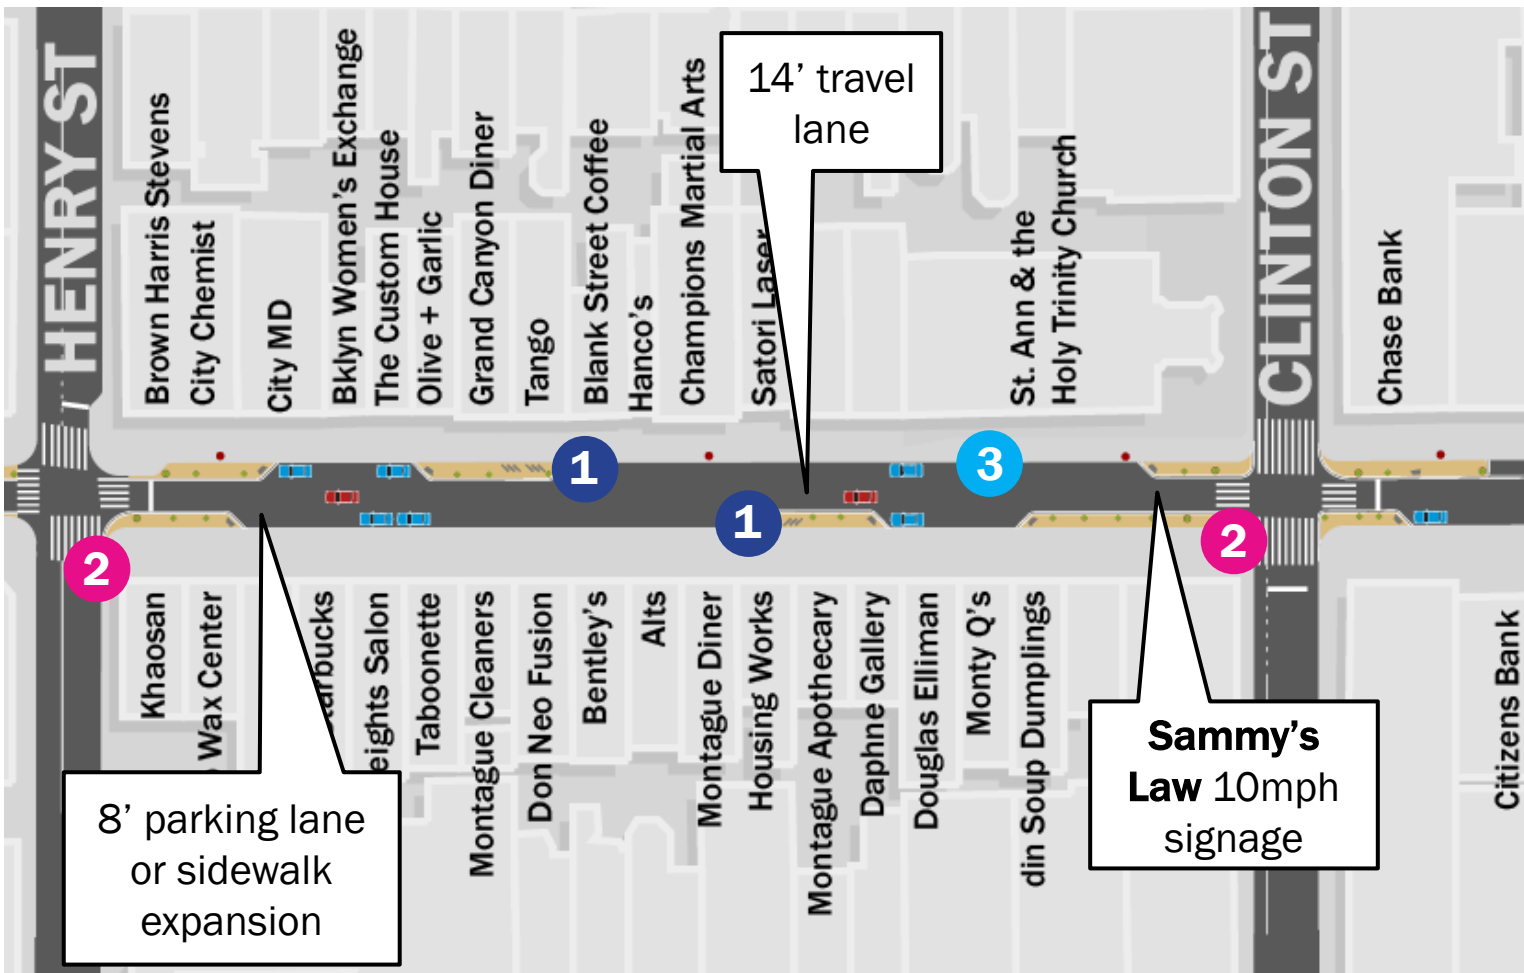 HENRY ST
Brown Harris Stevens
City Chemist
City MD
Bklyn Women's Exchange
The Custom House
Olive + Garlic
Grand Canyon Diner
Tango
Blank Street Coffee
Hanco's
Champions Martial Arts
Satori Laser
14' travel
lane
St. Ann & the
Holy Trinity Church
CLINTON ST
Chase Bank
1
3
1
2
2
Khaosan
Wax Center
arbucks
eights Salon
Taboonette
Montague Cleaners
Don Neo Fusion
Bentley's
Alts
Montague Diner
Housing Works
Montague Apothecary
Daphne Gallery
Douglas Elliman
Monty Q's
din Soup Dumplings
Citizens Bank
8' parking lane
or sidewalk
expansion
Sammy's
Law 10mph
signage